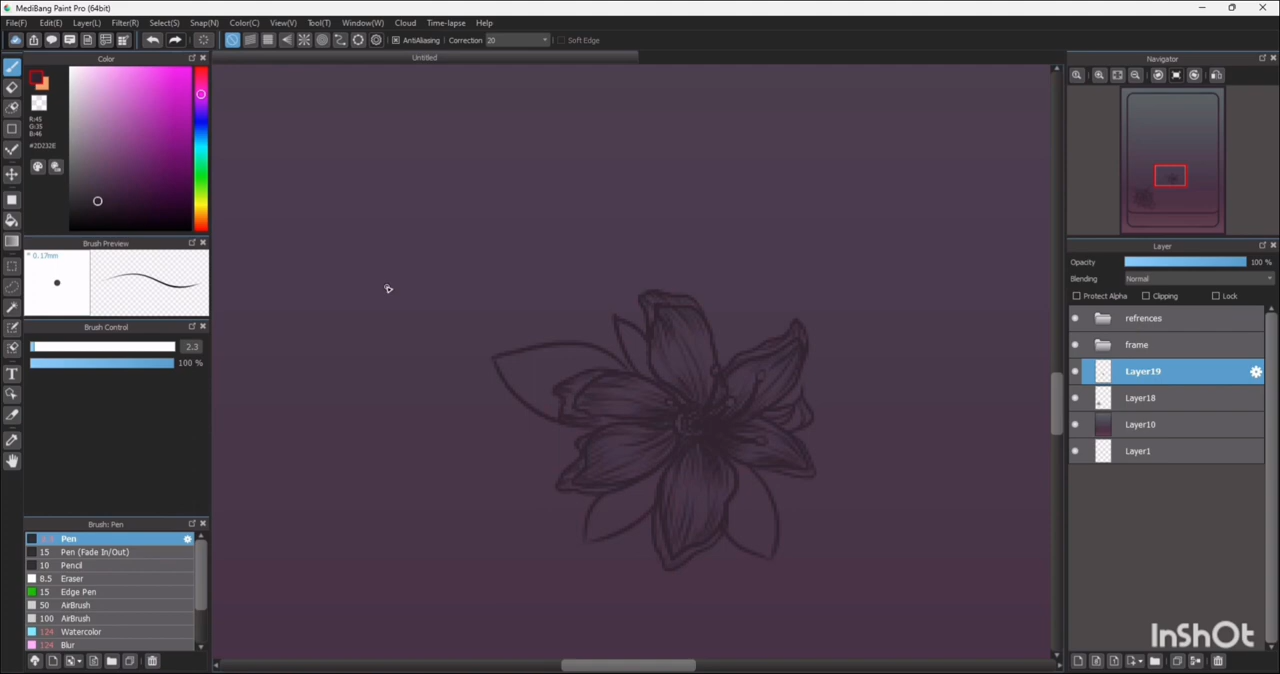 MediBang Paint Pro (64bit)
File(F) Edit(E) Layer(L) Filter(R) Select(S) Snap(N) Color(C) View(V) Tool(T) Window(W) Cloud Time-lapse Help
AntiAliasing Correction 20 Soft Edge
Color
Untitled
Navigator
R:45
G:35
B:46
#2D232E
Brush Preview
* 0.17mm
Brush Control
2.3
100 %
Layer
Opacity 100 %
Blending Normal
Protect Alpha Clipping Lock
refrences
frame
Layer19
Layer18
Layer10
Layer1
Brush: Pen
Pen
15 Pen (Fade In/Out)
10 Pencil
8.5 Eraser
15 Edge Pen
50 AirBrush
100 AirBrush
124 Watercolor
124 Blur
InShOt